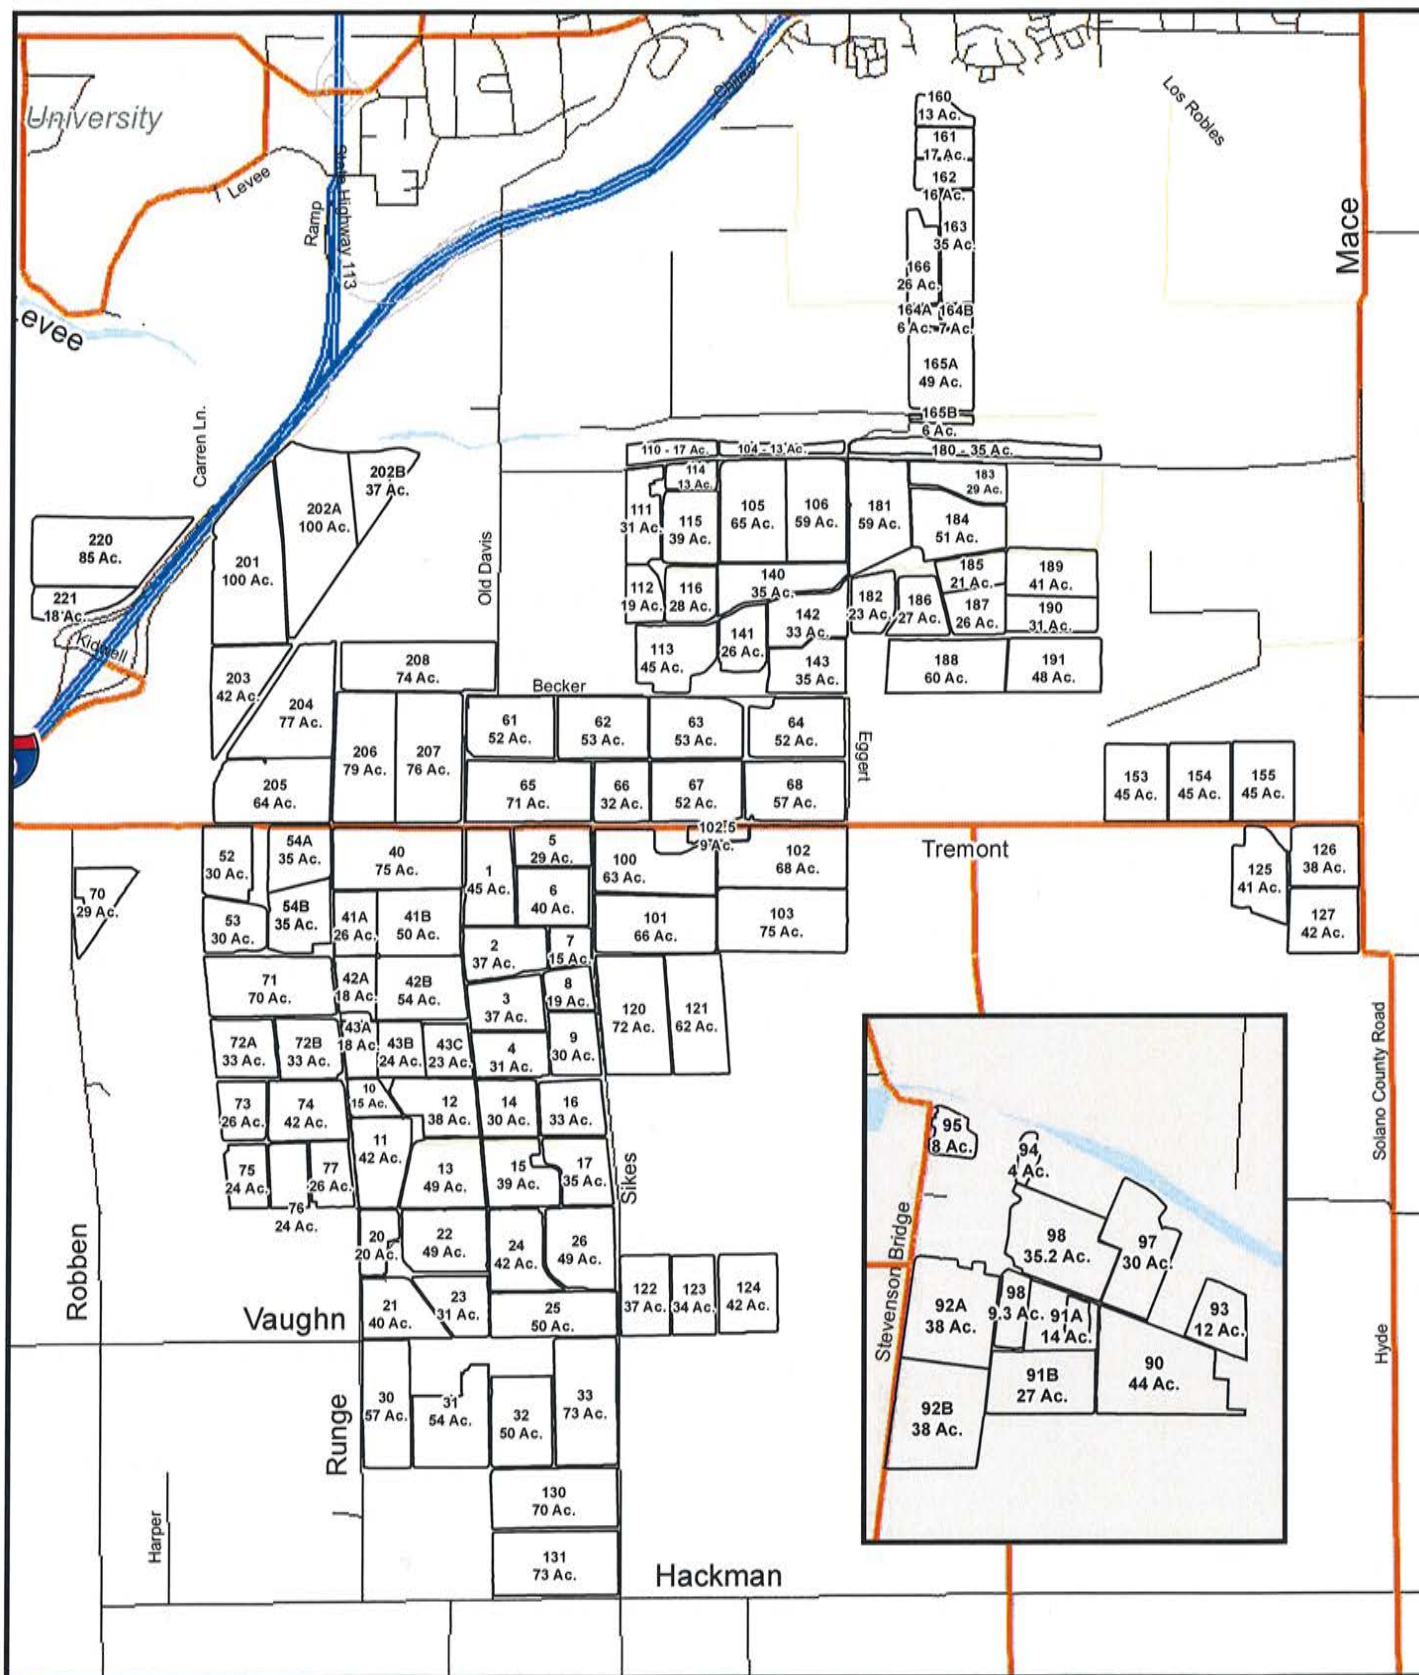 University
Levee
Ramp
State Highway 113
Levee
Carren Ln.
Old Davis
Los Robles
Mace
160
13 Ac.
161
17 Ac.
162
16 Ac.
163
35 Ac.
166
26 Ac.
164A 164B
6 Ac. 7 Ac.
165A
49 Ac.
165B
6 Ac.
110 - 17 Ac. 104 - 13 Ac. 180 - 35 Ac.
202B
37 Ac.
202A
100 Ac.
201
100 Ac.
220
85 Ac.
221
18 Ac.
Kidwell
203
42 Ac.
204
77 Ac.
205
64 Ac.
208
74 Ac.
206
79 Ac.
207
76 Ac.
114
13 Ac.
111
31 Ac.
115
39 Ac.
105
65 Ac.
106
59 Ac.
181
59 Ac.
183
29 Ac.
184
51 Ac.
112
19 Ac.
116
28 Ac.
140
35 Ac.
142
33 Ac.
182
23 Ac.
186
27 Ac.
185
21 Ac.
187
26 Ac.
189
41 Ac.
190
31 Ac.
113
45 Ac.
141
26 Ac.
143
35 Ac.
188
60 Ac.
191
48 Ac.
Becker
Eggert
61
52 Ac.
62
53 Ac.
63
53 Ac.
64
52 Ac.
65
71 Ac.
66
32 Ac.
67
52 Ac.
68
57 Ac.
153
45 Ac.
154
45 Ac.
155
45 Ac.
Tremont
52
30 Ac.
54A
35 Ac.
40
75 Ac.
1
45 Ac.
5
29 Ac.
6
40 Ac.
100
63 Ac.
102.5
9 Ac.
102
68 Ac.
125
41 Ac.
126
38 Ac.
127
42 Ac.
70
29 Ac.
53
30 Ac.
54B
35 Ac.
41A
26 Ac.
41B
50 Ac.
2
37 Ac.
7
15 Ac.
101
66 Ac.
103
75 Ac.
71
70 Ac.
42A
18 Ac.
42B
54 Ac.
3
37 Ac.
8
19 Ac.
120
72 Ac.
121
62 Ac.
72A
33 Ac.
72B
33 Ac.
43A
18 Ac.
43B
24 Ac.
43C
23 Ac.
4
31 Ac.
9
30 Ac.
73
26 Ac.
74
42 Ac.
10
15 Ac.
12
38 Ac.
14
30 Ac.
16
33 Ac.
75
24 Ac.
76
24 Ac.
77
26 Ac.
11
42 Ac.
13
49 Ac.
15
39 Ac.
17
35 Ac.
Sikes
20
20 Ac.
22
49 Ac.
24
42 Ac.
26
49 Ac.
Robben
Vaughn
21
40 Ac.
23
31 Ac.
25
50 Ac.
122
37 Ac.
123
34 Ac.
124
42 Ac.
Runge
30
57 Ac.
31
54 Ac.
32
50 Ac.
33
73 Ac.
130
70 Ac.
131
73 Ac.
Harper
Hackman
Solano County Road
Hyde
Stevenson Bridge
95
8 Ac.
94
4 Ac.
98
35.2 Ac.
97
30 Ac.
93
12 Ac.
92A
38 Ac.
98
9.3 Ac.
91A
14 Ac.
91B
27 Ac.
90
44 Ac.
92B
38 Ac.